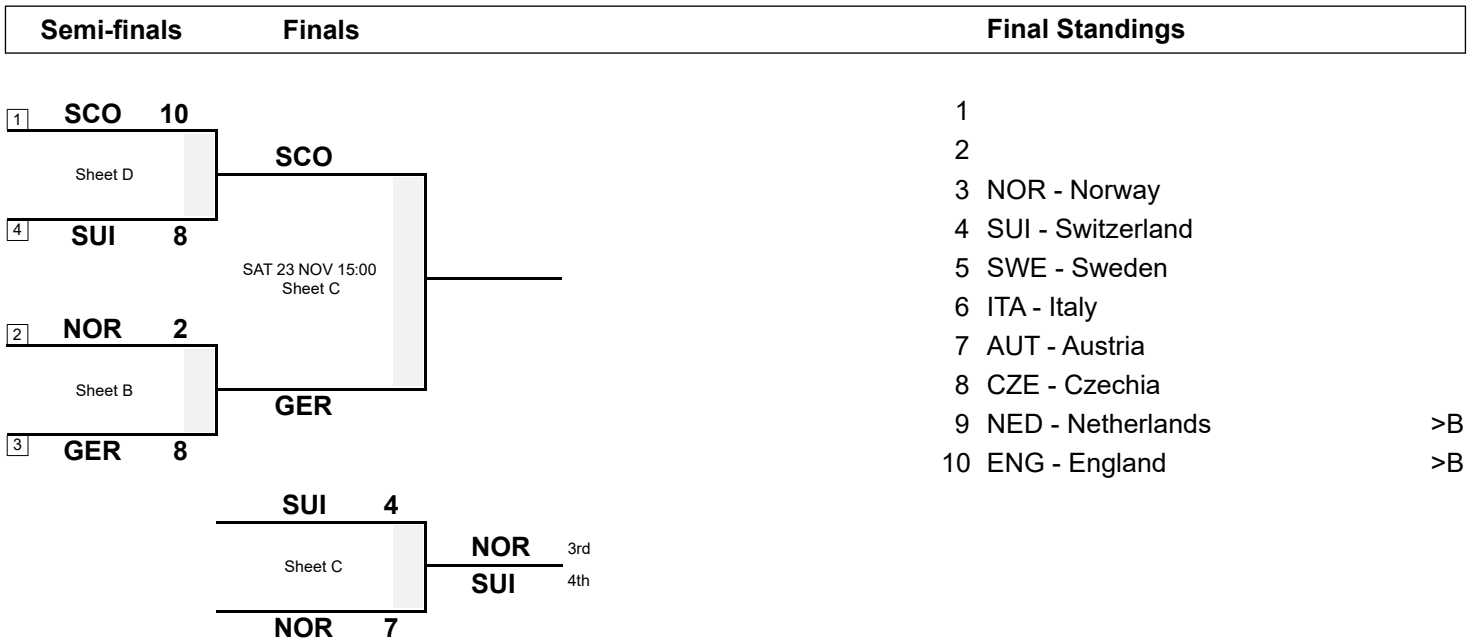 Semi-finals Finals Final Standings
1 SCO 10
Sheet D
4 SUI 8
SCO
SAT 23 NOV 15:00
Sheet C
GER
2 NOR 2
Sheet B
3 GER 8
SUI 4
Sheet C
NOR 7
NOR 3rd
SUI 4th
1
2
3 NOR - Norway
4 SUI - Switzerland
5 SWE - Sweden
6 ITA - Italy
7 AUT - Austria
8 CZE - Czechia
9 NED - Netherlands >B
10 ENG - England >B